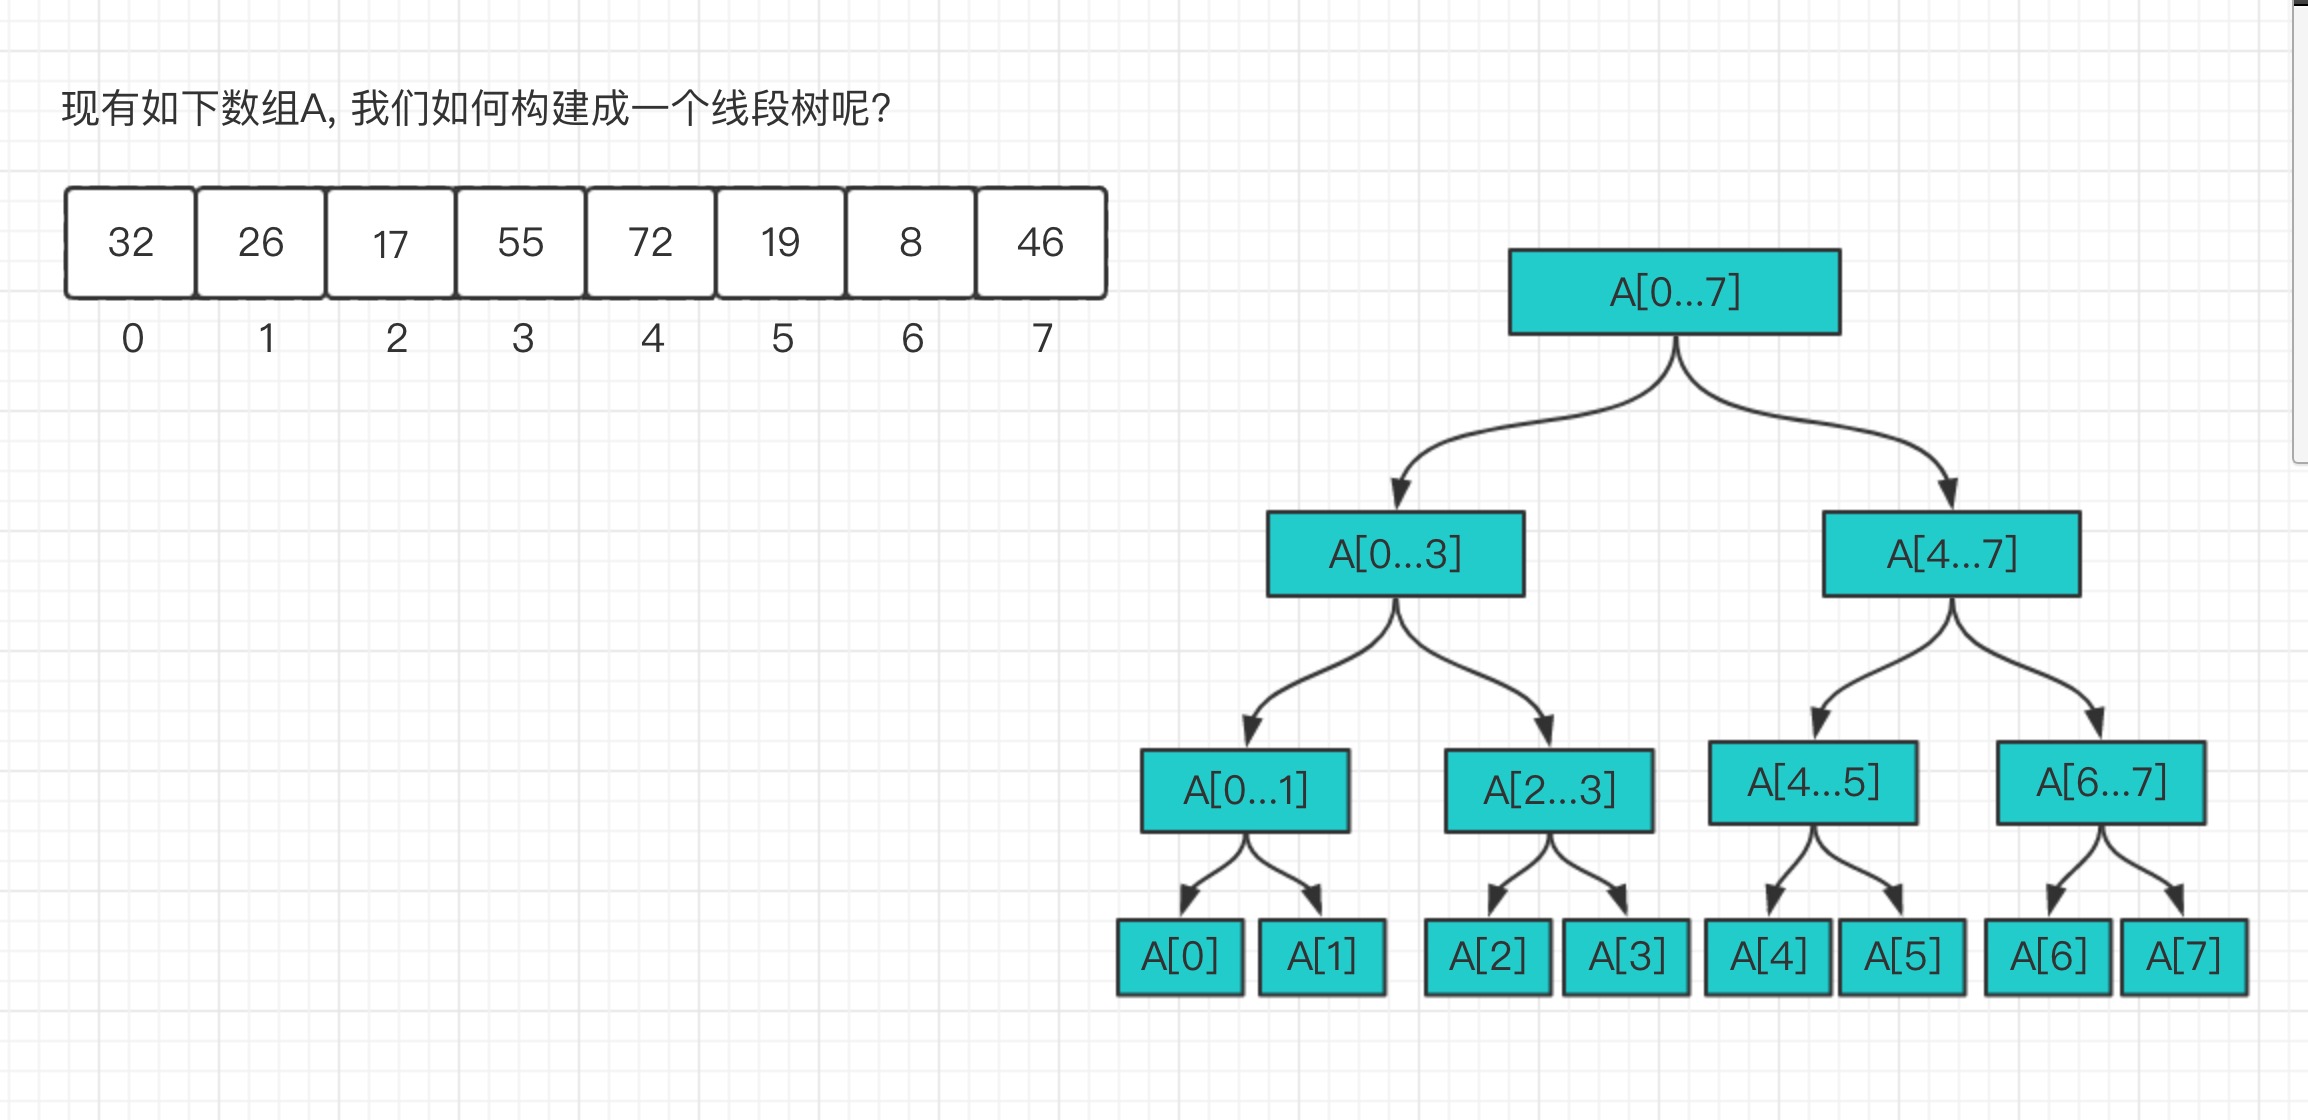 现有如下数组A, 我们如何构建成一个线段树呢?
32 26 17 55 72 19 8 46
0 1 2 3 4 5 6 7
A[0...7]
A[0...3] A[4...7]
A[0...1] A[2...3] A[4...5] A[6...7]
A[0] A[1] A[2] A[3] A[4] A[5] A[6] A[7]